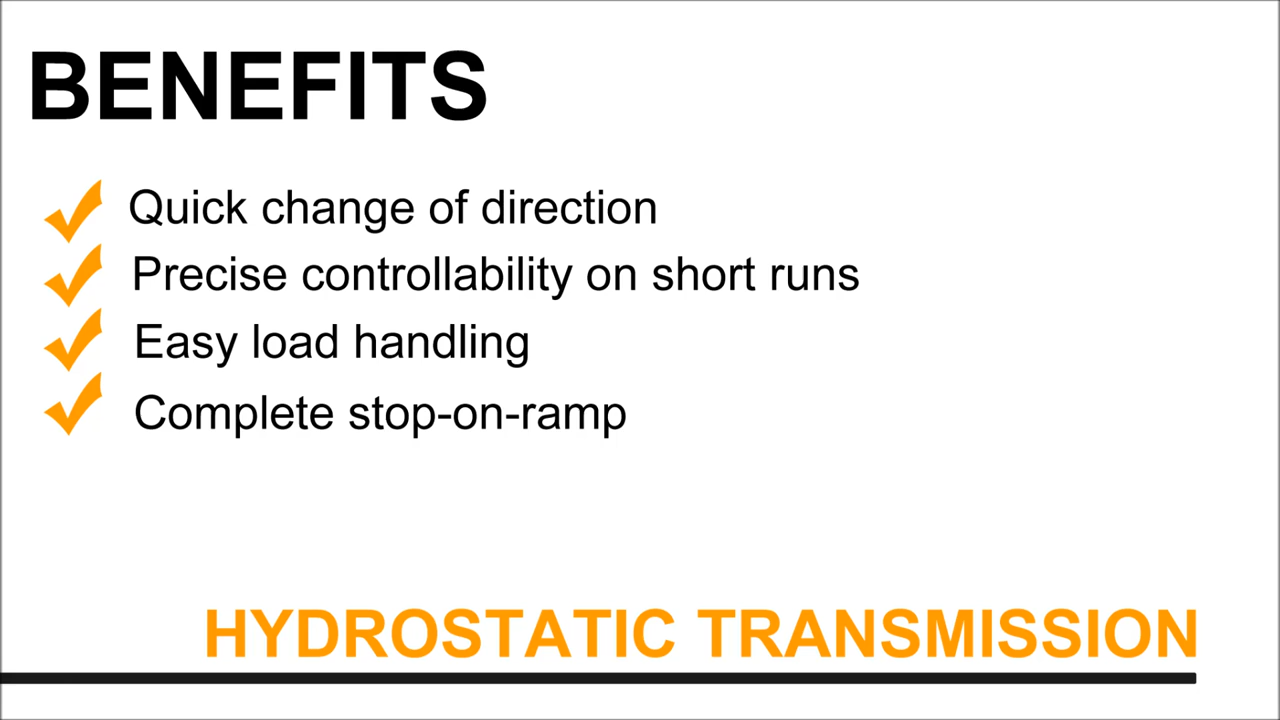 BENEFITS
Quick change of direction
Precise controllability on short runs
Easy load handling
Complete stop-on-ramp
HYDROSTATIC TRANSMISSION